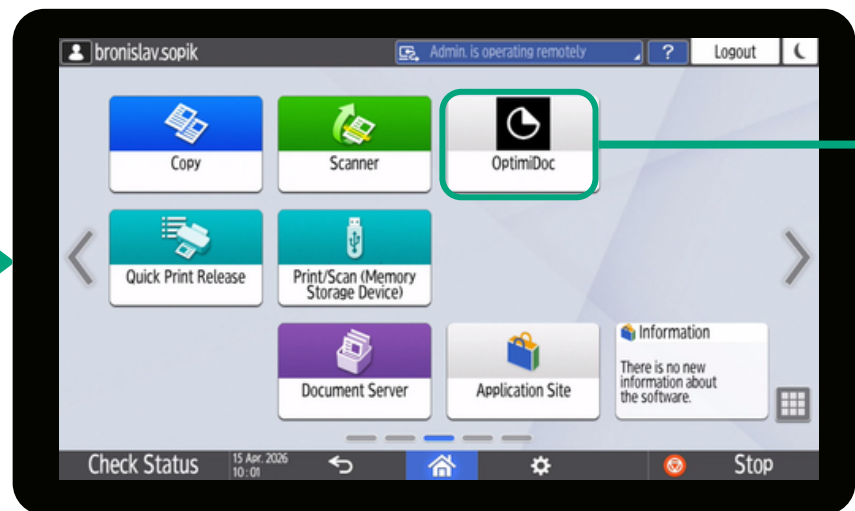 bronislav.sopik
Admin. is operating remotely
?
Logout
Copy
Scanner
OptimiDoc
Quick Print Release
Print/Scan (Memory
Storage Device)
Information
There is no new
information about
the software.
Document Server
Application Site
Check Status
15 Apr. 2026
10:01
Stop